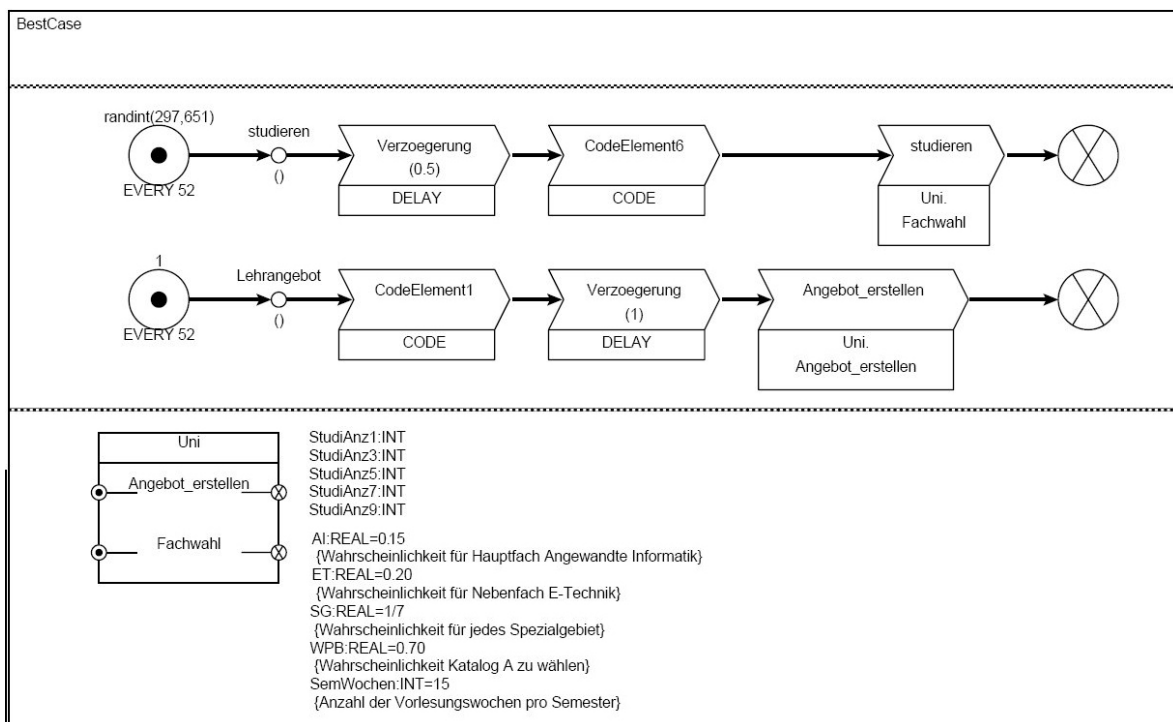 BestCase
randint(297,651)
EVERY 52
studieren
()
Verzoegerung
(0.5)
DELAY
CodeElement6
CODE
studieren
Uni.
Fachwahl
1
EVERY 52
Lehrangebot
()
CodeElement1
CODE
Verzoegerung
(1)
DELAY
Angebot_erstellen
Uni.
Angebot_erstellen
Uni
Angebot_erstellen
Fachwahl
StudiAnz1:INT
StudiAnz3:INT
StudiAnz5:INT
StudiAnz7:INT
StudiAnz9:INT
AI:REAL=0.15
{Wahrscheinlichkeit für Hauptfach Angewandte Informatik}
ET:REAL=0.20
{Wahrscheinlichkeit für Nebenfach E-Technik}
SG:REAL=1/7
{Wahrscheinlichkeit für jedes Spezialgebiet}
WPB:REAL=0.70
{Wahrscheinlichkeit Katalog A zu wählen}
SemWochen:INT=15
{Anzahl der Vorlesungswochen pro Semester}